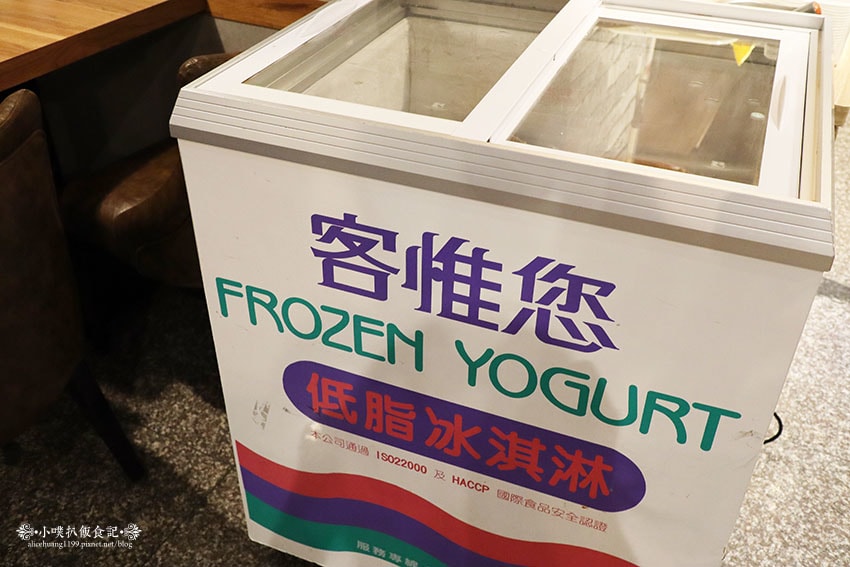 客惟您
FROZEN YOGURT
低脂冰淇淋
本公司通過 ISO22000 及 HACCP 國際食品安全認證
服務專線
小噗扒飯食記
alicehuang1199.pixnet.net/blog